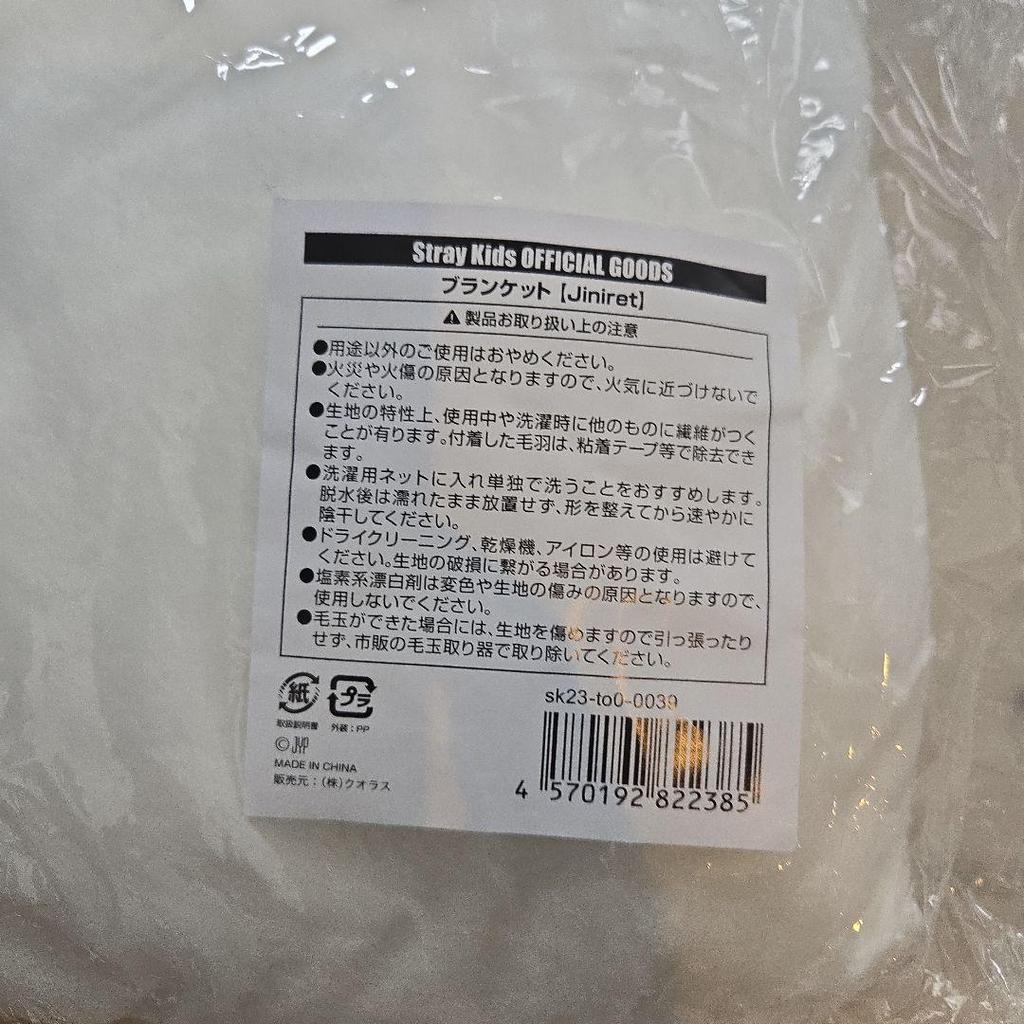 Stray Kids OFFICIAL GOODS
ブランケット【Jiniret】
⚠製品お取り扱い上の注意
●用途以外のご使用はおやめください。
●火災や火傷の原因となりますので、火気に近づけないで
ください。
●生地の特性上、使用中や洗濯時に他のものに繊維がつく
ことが有ります。付着した毛羽は、粘着テープ等で除去でき
ます。
●洗濯用ネットに入れ単独で洗うことをおすすめします。
脱水後は濡れたまま放置せず、形を整えてから速やかに
陰干してください。
●ドライクリーニング、乾燥機、アイロン等の使用は避けて
ください。生地の破損に繋がる場合があります。
●塩素系漂白剤は変色や生地の傷みの原因となりますので、
使用しないでください。
●毛玉ができた場合には、生地を傷めますので引っ張ったり
せず、市販の毛玉取り器で取り除いてください。
紙 プラ
取扱説明書 外装：PP
©JYP
MADE IN CHINA
販売元：（株）クオラス
sk23-to0-0039
4 570192 822385